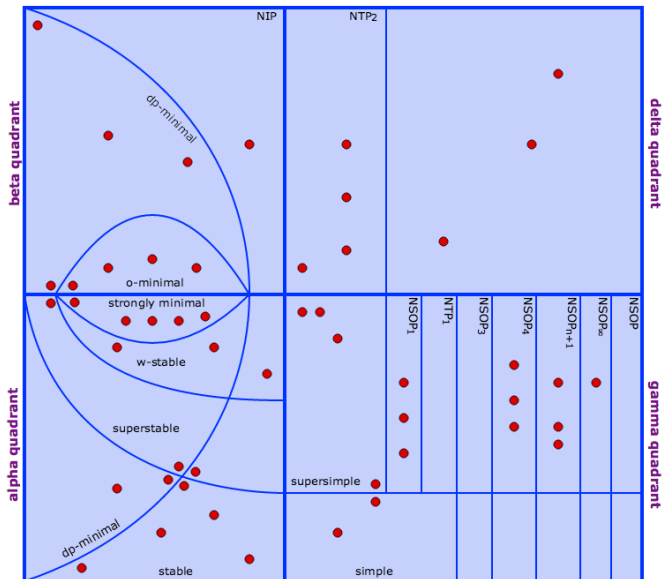 NIP
NTP2
dp-minimal
beta quadrant
delta quadrant
o-minimal
strongly minimal
NSOP1
NTP1
NSOP3
NSOP4
NSOPn+1
NSOP∞
NSOP
w-stable
superstable
alpha quadrant
gamma quadrant
supersimple
dp-minimal
stable
simple